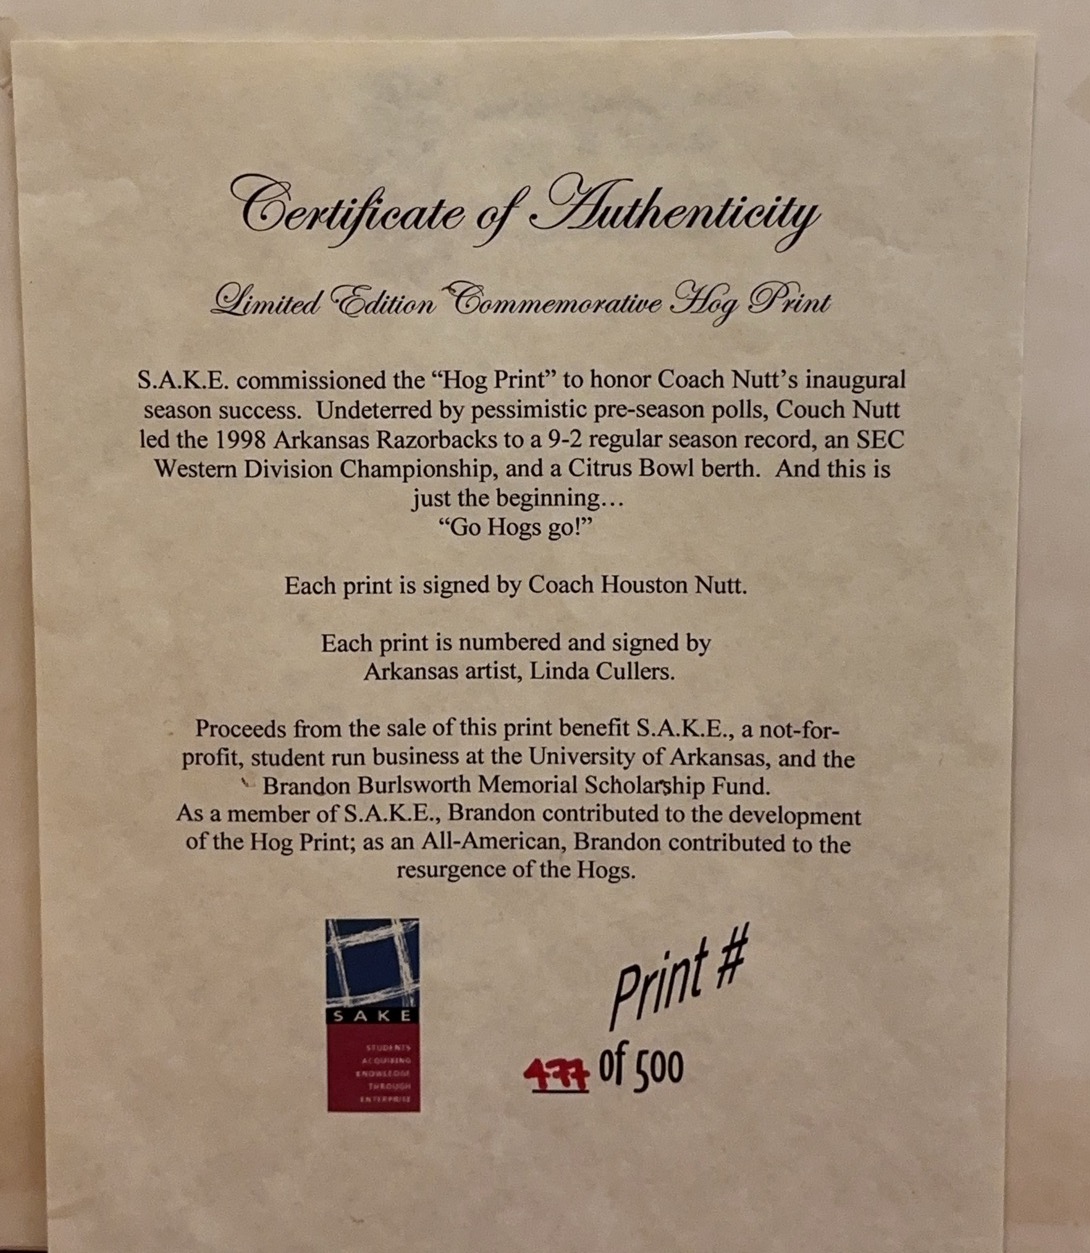 Certificate of Authenticity
Limited Edition Commemorative Hog Print
S.A.K.E. commissioned the “Hog Print” to honor Coach Nutt’s inaugural
season success.  Undeterred by pessimistic pre-season polls, Couch Nutt
led the 1998 Arkansas Razorbacks to a 9-2 regular season record, an SEC
Western Division Championship, and a Citrus Bowl berth.  And this is
just the beginning…
“Go Hogs go!”
Each print is signed by Coach Houston Nutt.
Each print is numbered and signed by
Arkansas artist, Linda Cullers.
Proceeds from the sale of this print benefit S.A.K.E., a not-for-
profit, student run business at the University of Arkansas, and the
Brandon Burlsworth Memorial Scholarship Fund.
As a member of S.A.K.E., Brandon contributed to the development
of the Hog Print; as an All-American, Brandon contributed to the
resurgence of the Hogs.
SAKE
STUDENTS
ACQUIRING
KNOWLEDGE
THROUGH
ENTERPRISE
Print #
477 of 500